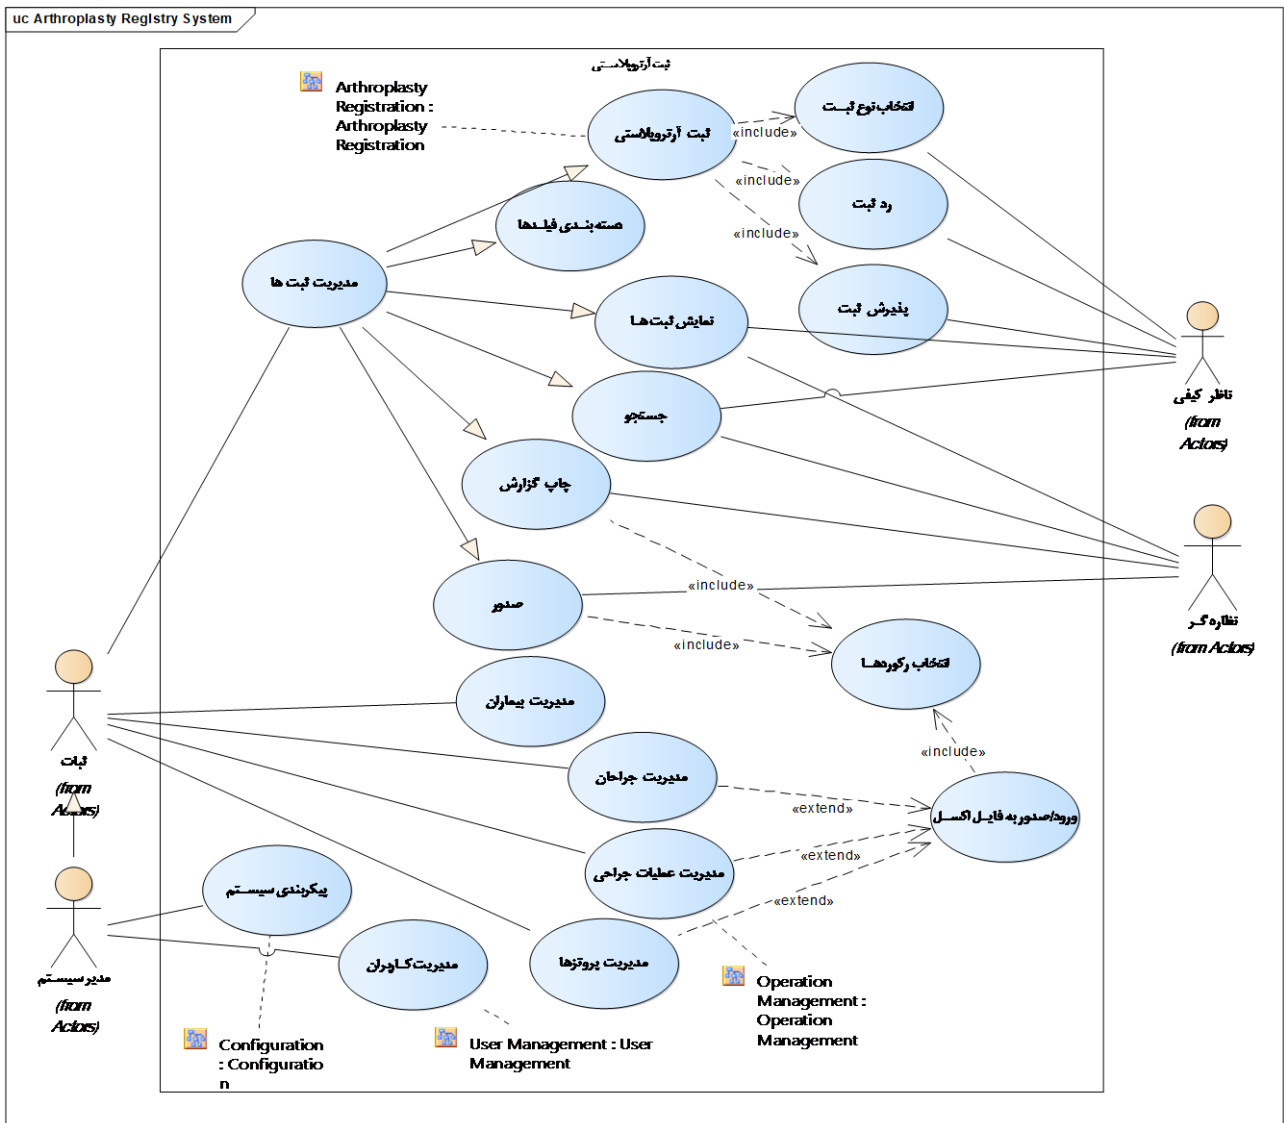 uc Arthroplasty Registry System
ثبت آرتروپلاستی
Arthroplasty
Registration :
Arthroplasty
Registration
ثبت آرتروپلاستی
«include»
انتخاب نوع ثبت
«include»
رد ثبت
«include»
پذیرش ثبت
دسته بندی فیلدها
مدیریت ثبت ها
نمایش ثبت ها
جستجو
چاپ گزارش
صدور
«include»
«include»
انتخاب رکوردها
ناظر کیفی
(from
Actors)
نظاره گر
(from Actors)
ثبات
(from
Actors)
مدیریت بیماران
مدیریت جراحان
مدیریت عملیات جراحی
مدیریت پروتزها
«include»
«extend»
«extend»
«extend»
ورود/صدور به فایل اکسل
مدیر سیستم
(from
Actors)
پیکربندی سیستم
مدیریت کاربران
Configuration
: Configuratio
n
User Management : User
Management
Operation
Management :
Operation
Management